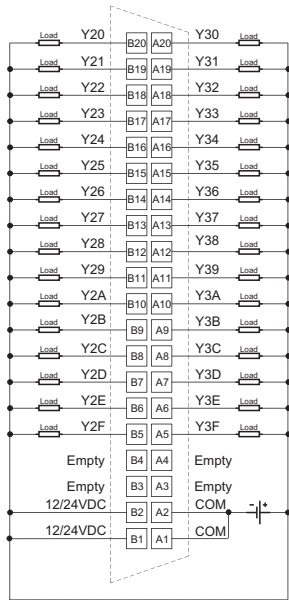 Load Y20 B20 A20 Y30 Load
Load Y21 B19 A19 Y31 Load
Load Y22 B18 A18 Y32 Load
Load Y23 B17 A17 Y33 Load
Load Y24 B16 A16 Y34 Load
Load Y25 B15 A15 Y35 Load
Load Y26 B14 A14 Y36 Load
Load Y27 B13 A13 Y37 Load
Load Y28 B12 A12 Y38 Load
Load Y29 B11 A11 Y39 Load
Load Y2A B10 A10 Y3A Load
Load Y2B B9 A9 Y3B Load
Load Y2C B8 A8 Y3C Load
Load Y2D B7 A7 Y3D Load
Load Y2E B6 A6 Y3E Load
Load Y2F B5 A5 Y3F Load
Empty B4 A4 Empty
Empty B3 A3 Empty
12/24VDC B2 A2 COM - +
12/24VDC B1 A1 COM